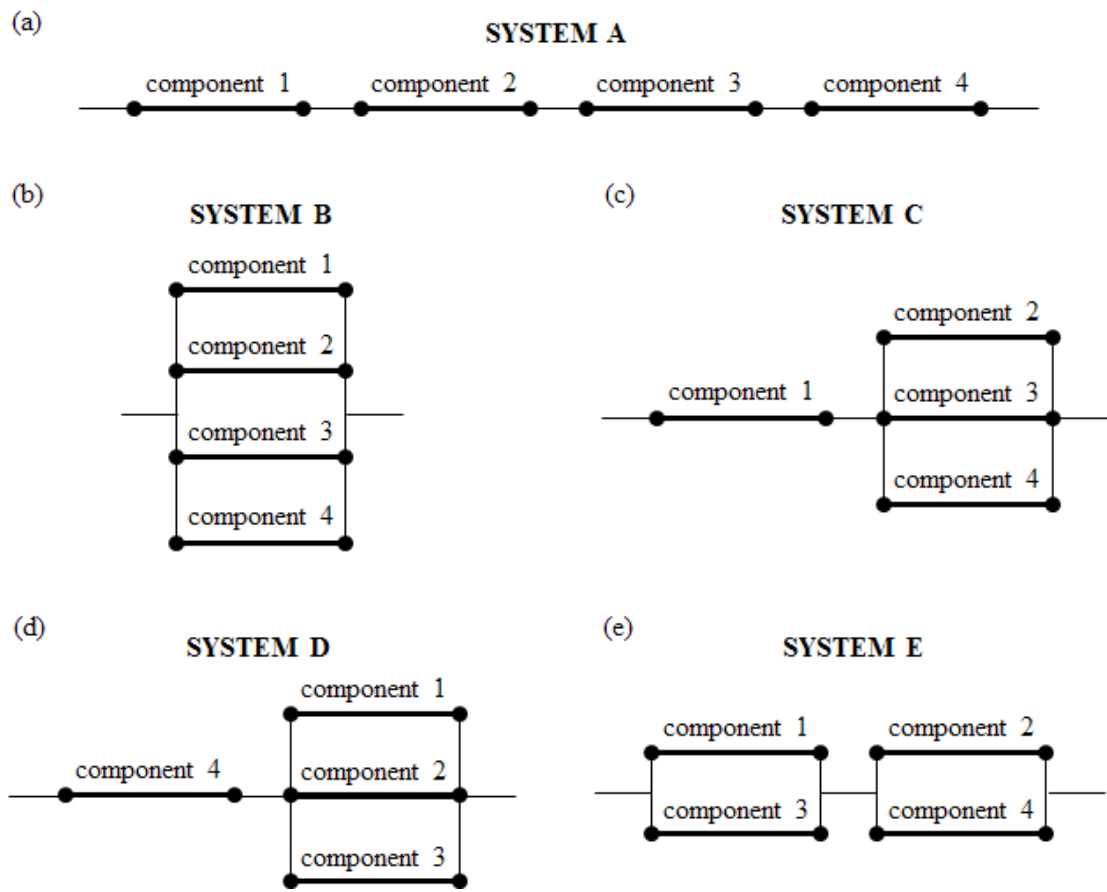 (a)
SYSTEM A
component 1 component 2 component 3 component 4
(b)
SYSTEM B
component 1
component 2
component 3
component 4
(c)
SYSTEM C
component 2
component 1 component 3
component 4
(d)
SYSTEM D
component 1
component 4 component 2
component 3
(e)
SYSTEM E
component 1 component 2
component 3 component 4